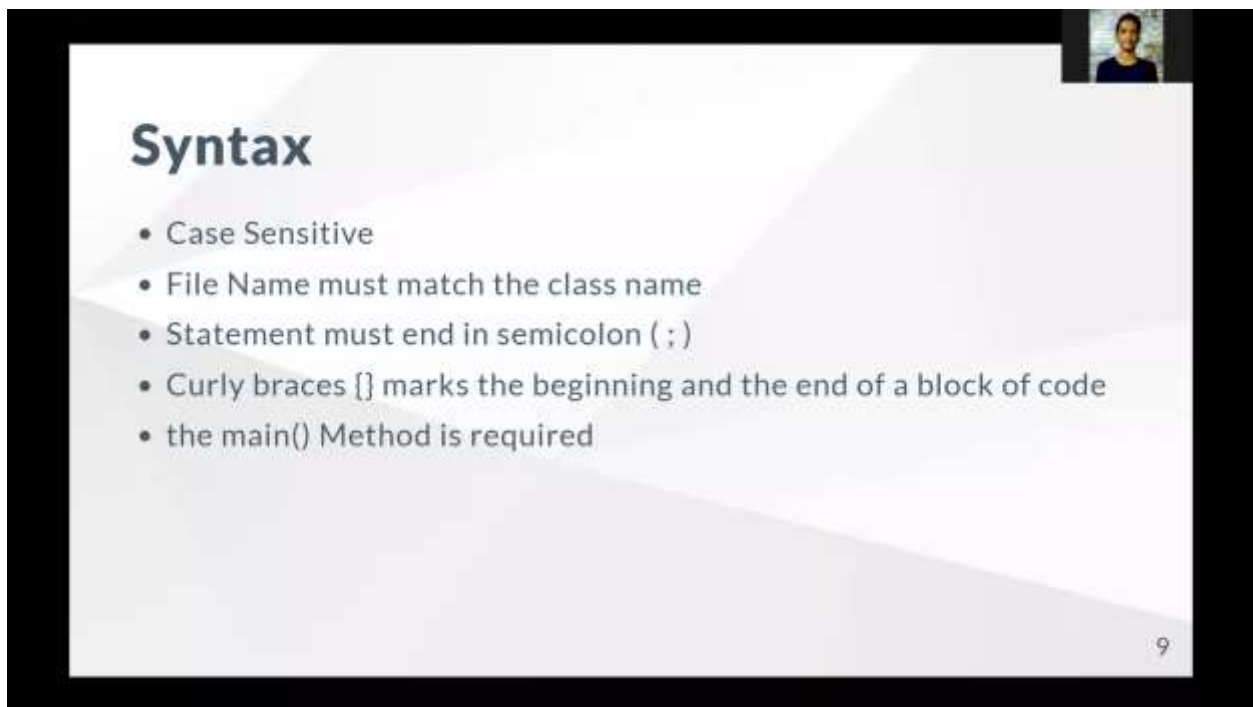 Syntax
• Case Sensitive
• File Name must match the class name
• Statement must end in semicolon ( ; )
• Curly braces {} marks the beginning and the end of a block of code
• the main() Method is required
9